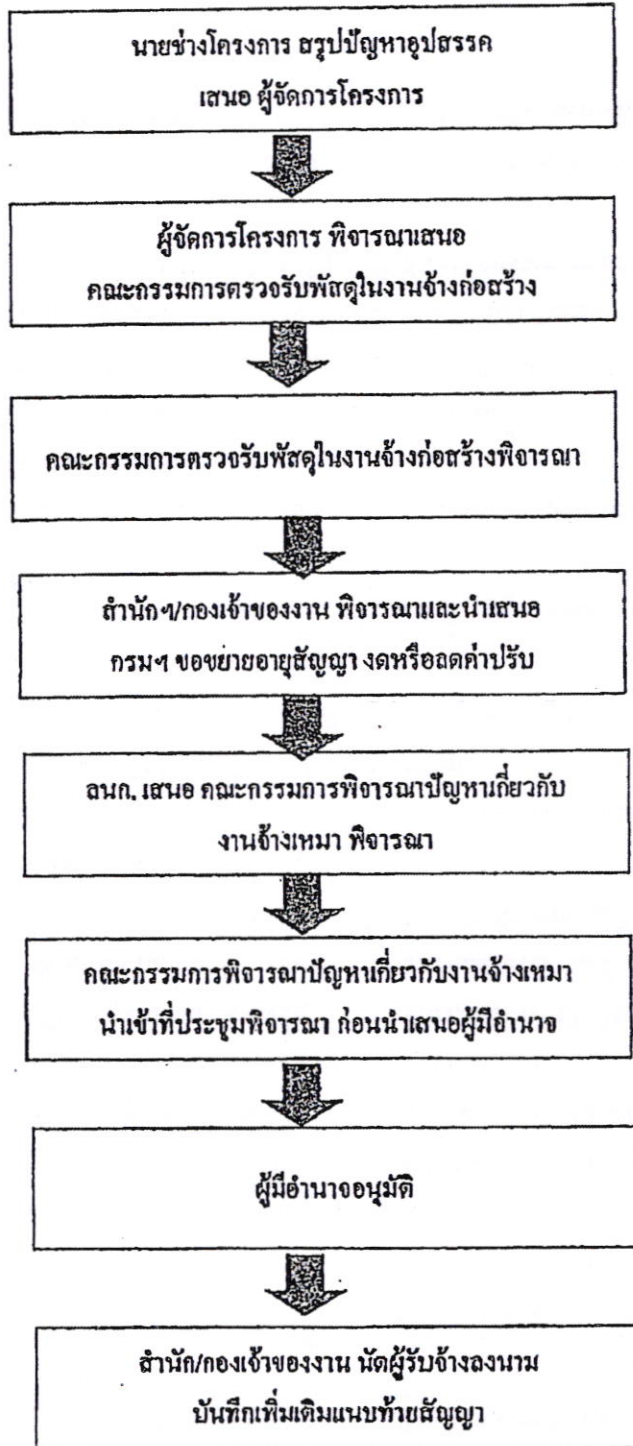 นายช่างโครงการ สรุปปัญหาอุปสรรค
เสนอ ผู้จัดการโครงการ
ผู้จัดการโครงการ พิจารณาเสนอ
คณะกรรมการตรวจรับพัสดุในงานจ้างก่อสร้าง
คณะกรรมการตรวจรับพัสดุในงานจ้างก่อสร้างพิจารณา
สำนักฯ/กองเจ้าของงาน พิจารณาและนำเสนอ
กรมฯ ขอขยายอายุสัญญา งดหรือลดค่าปรับ
ลนก. เสนอ คณะกรรมการพิจารณาปัญหาเกี่ยวกับ
งานจ้างเหมา พิจารณา
คณะกรรมการพิจารณาปัญหาเกี่ยวกับงานจ้างเหมา
นำเข้าที่ประชุมพิจารณา ก่อนนำเสนอผู้มีอำนาจ
ผู้มีอำนาจอนุมัติ
สำนัก/กองเจ้าของงาน นัดผู้รับจ้างลงนาม
บันทึกเพิ่มเติมแนบท้ายสัญญา